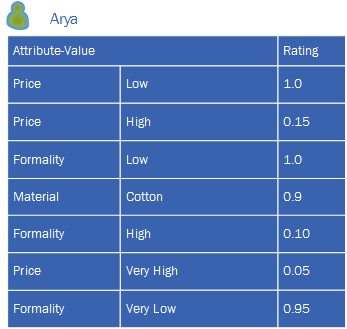 Arya
Attribute-Value Rating
Price Low 1.0
Price High 0.15
Formality Low 1.0
Material Cotton 0.9
Formality High 0.10
Price Very High 0.05
Formality Very Low 0.95